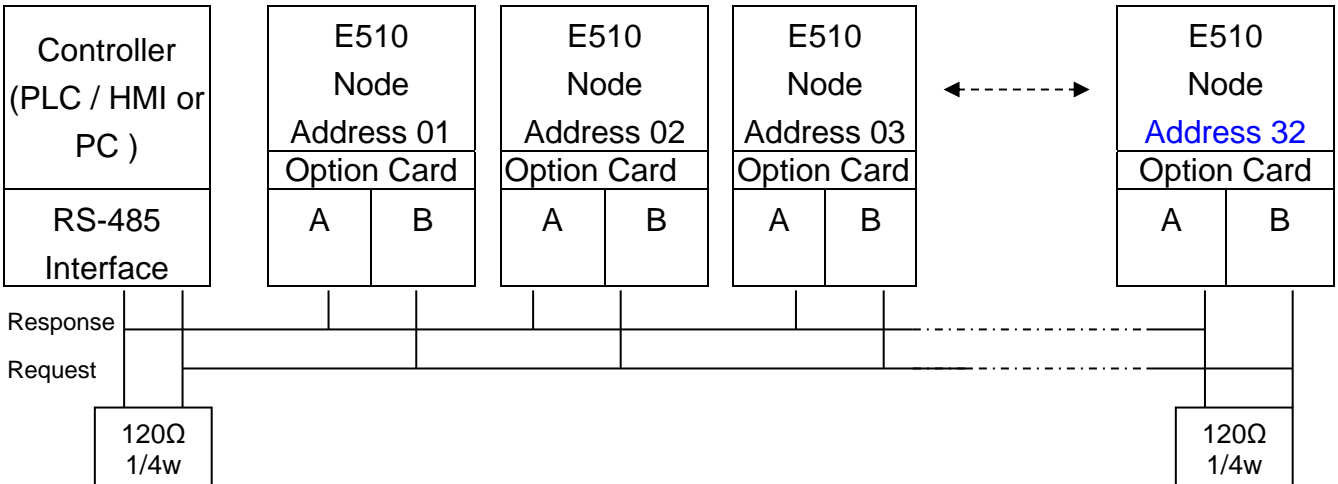 Controller
(PLC / HMI or
PC )
RS-485
Interface
E510
Node
Address 01
Option Card
A B
E510
Node
Address 02
Option Card
A B
E510
Node
Address 03
Option Card
A B
E510
Node
Address 32
Option Card
A B
Response
Request
120Ω
1/4w
120Ω
1/4w